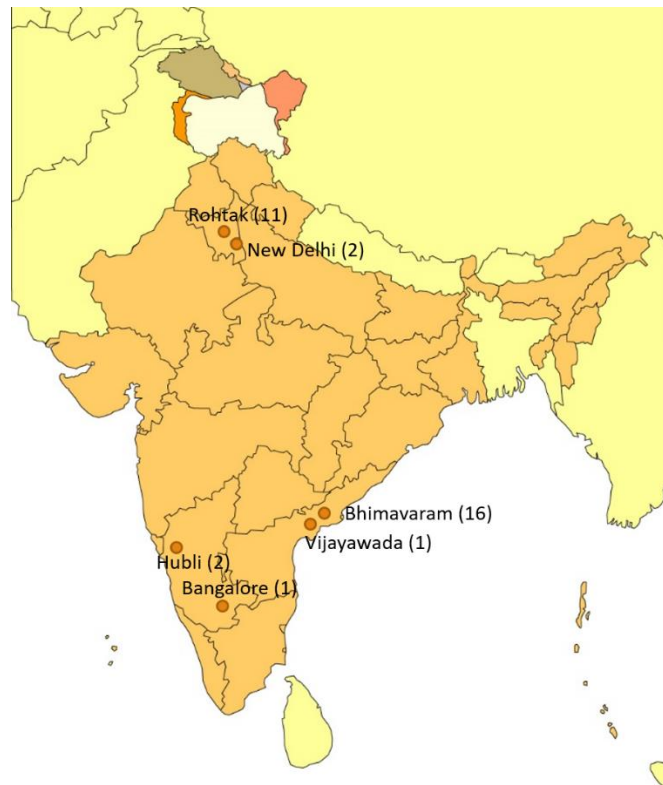 Rohtak (11)
New Delhi (2)
Bhimavaram (16)
Vijayawada (1)
Hubli (2)
Bangalore (1)